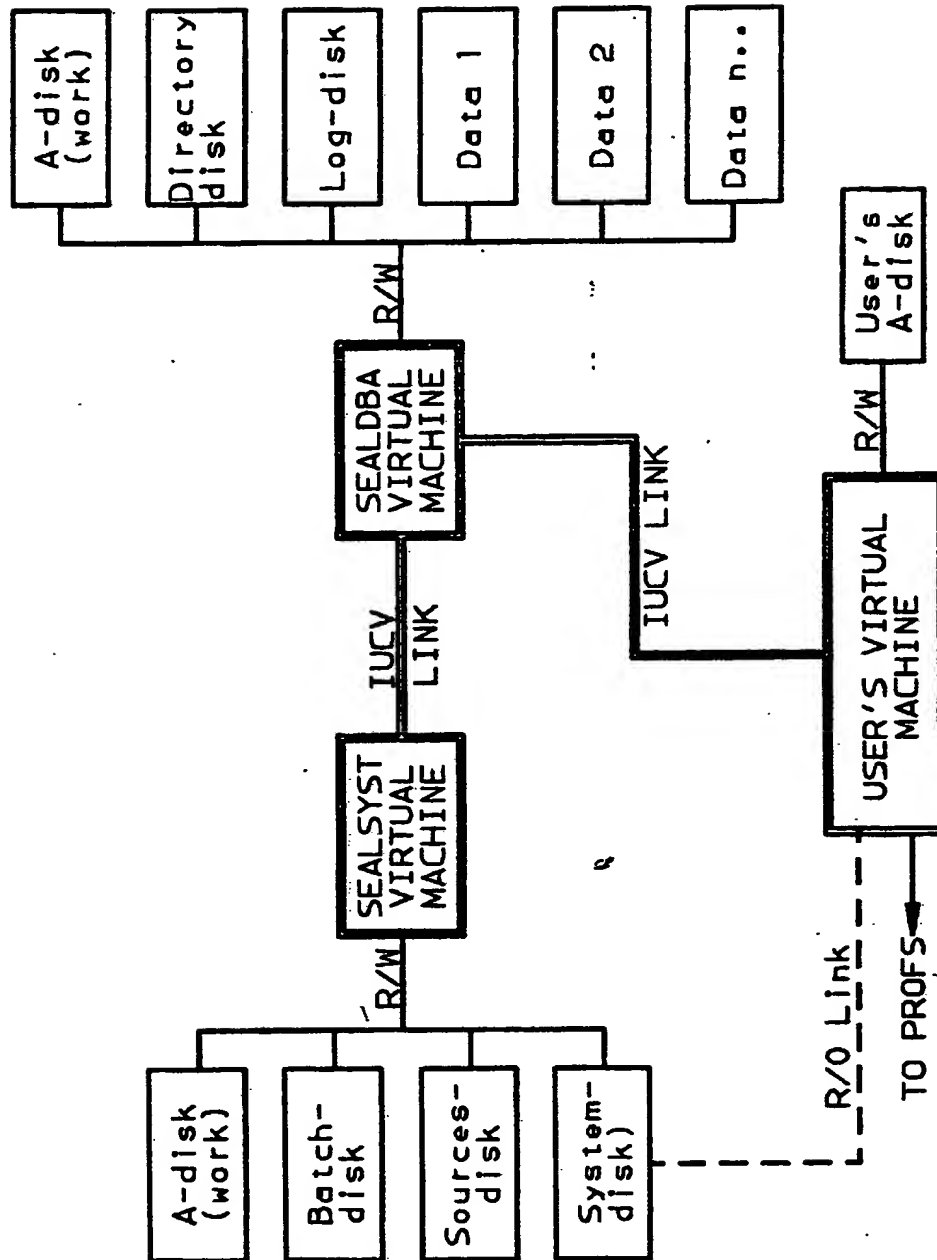 A-disk
(work)
Batch-
disk
Sources-
disk
System-
disk)
R/W
SEALSYST
VIRTUAL
MACHINE
IUCV
LINK
SEALDBA
VIRTUAL
MACHINE
R/W
A-disk
(work)
Directory
disk
Log-disk
Data 1
Data 2
Data n..
IUCV LINK
R/O Link
TO PROFS
USER'S VIRTUAL
MACHINE
R/W
User's
A-disk